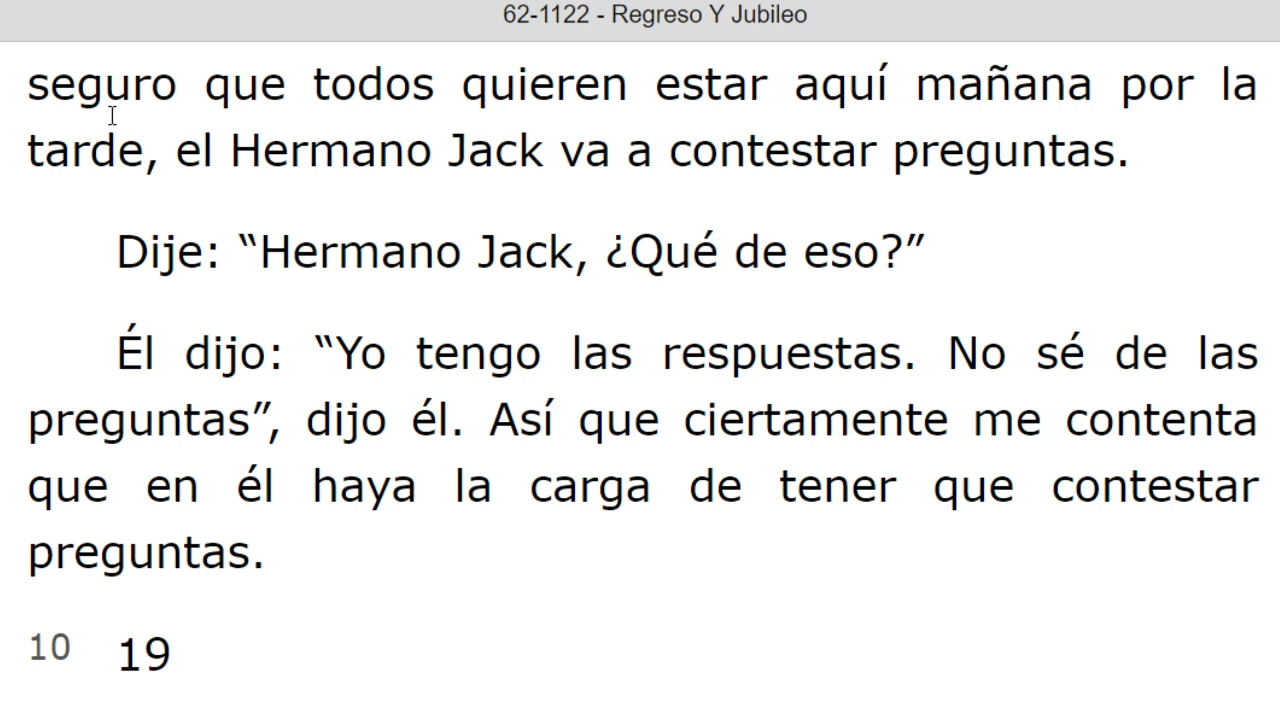 62-1122 - Regreso Y Jubileo
seguro que todos quieren estar aquí mañana por la
tarde, el Hermano Jack va a contestar preguntas.
Dije: “Hermano Jack, ¿Qué de eso?”
Él dijo: “Yo tengo las respuestas. No sé de las
preguntas”, dijo él. Así que ciertamente me contenta
que en él haya la carga de tener que contestar
preguntas.
10 19